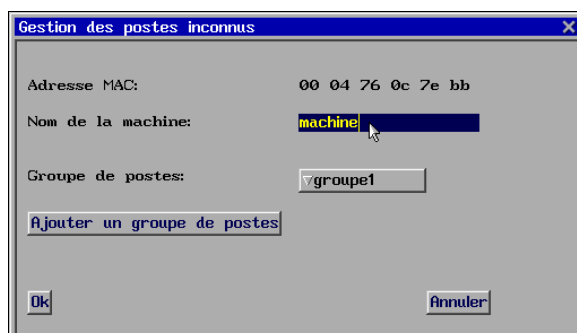 Gestion des postes inconnus
Adresse MAC: 00 04 76 0c 7e bb
Nom de la machine: machine
Groupe de postes: groupe1
Ajouter un groupe de postes
Ok Annuler